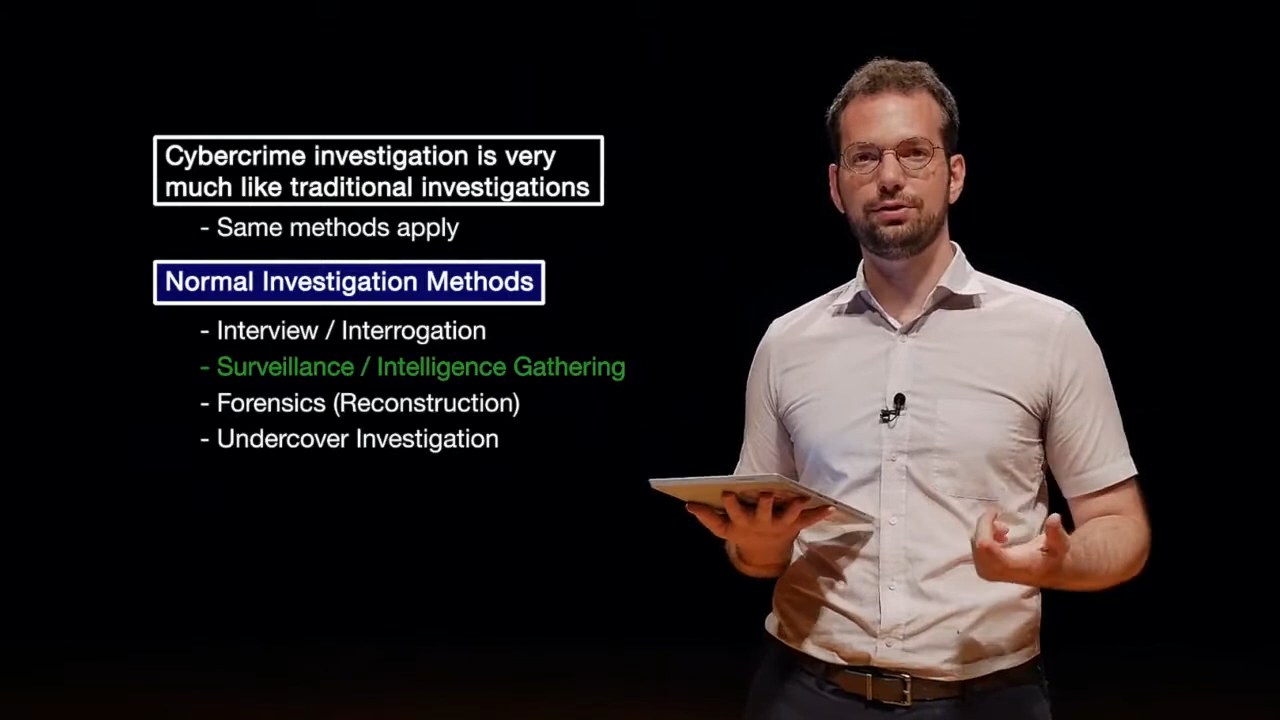 Cybercrime investigation is very
much like traditional investigations
- Same methods apply
Normal Investigation Methods
- Interview / Interrogation
- Surveillance / Intelligence Gathering
- Forensics (Reconstruction)
- Undercover Investigation